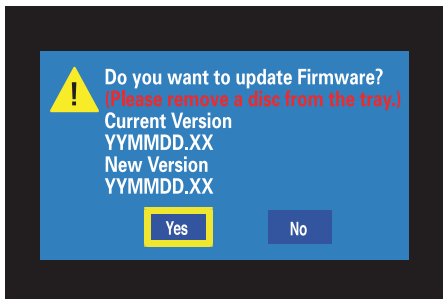 !
Do you want to update Firmware?
(Please remove a disc from the tray.)
Current Version
YYMMDD.XX
New Version
YYMMDD.XX
Yes No